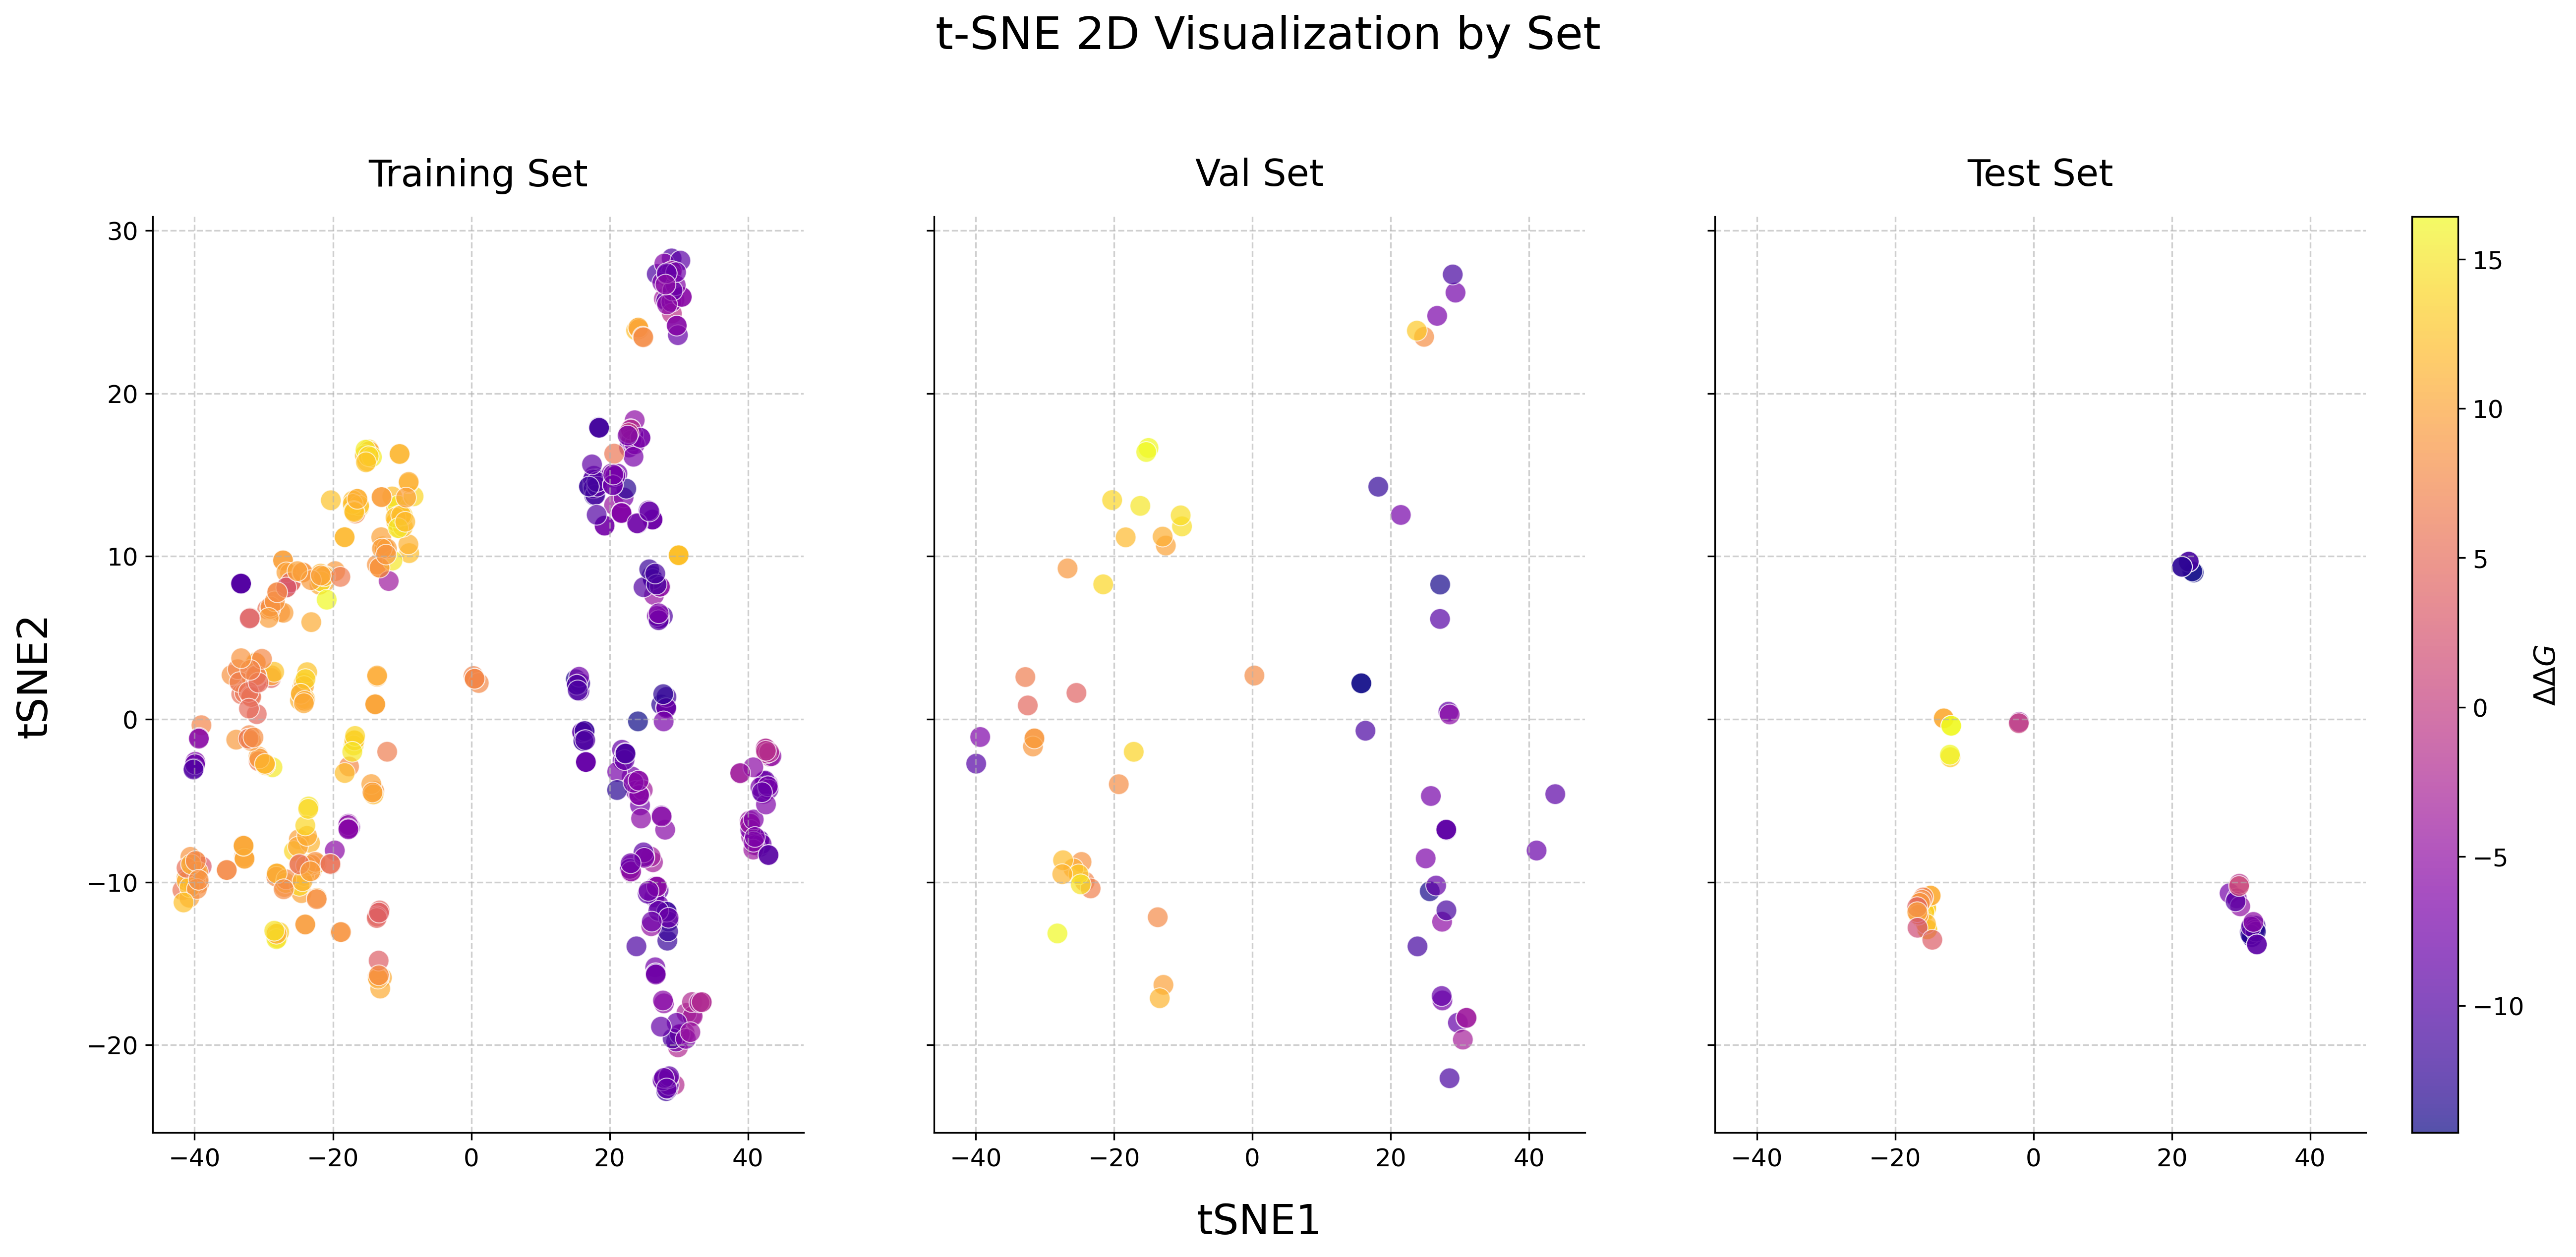 t-SNE 2D Visualization by Set
Training Set
Val Set
Test Set
30
20
10
0
−10
−20
tSNE2
−40 −20 0 20 40
−40 −20 0 20 40
−40 −20 0 20 40
tSNE1
15
10
5
0
−5
−10
ΔΔG